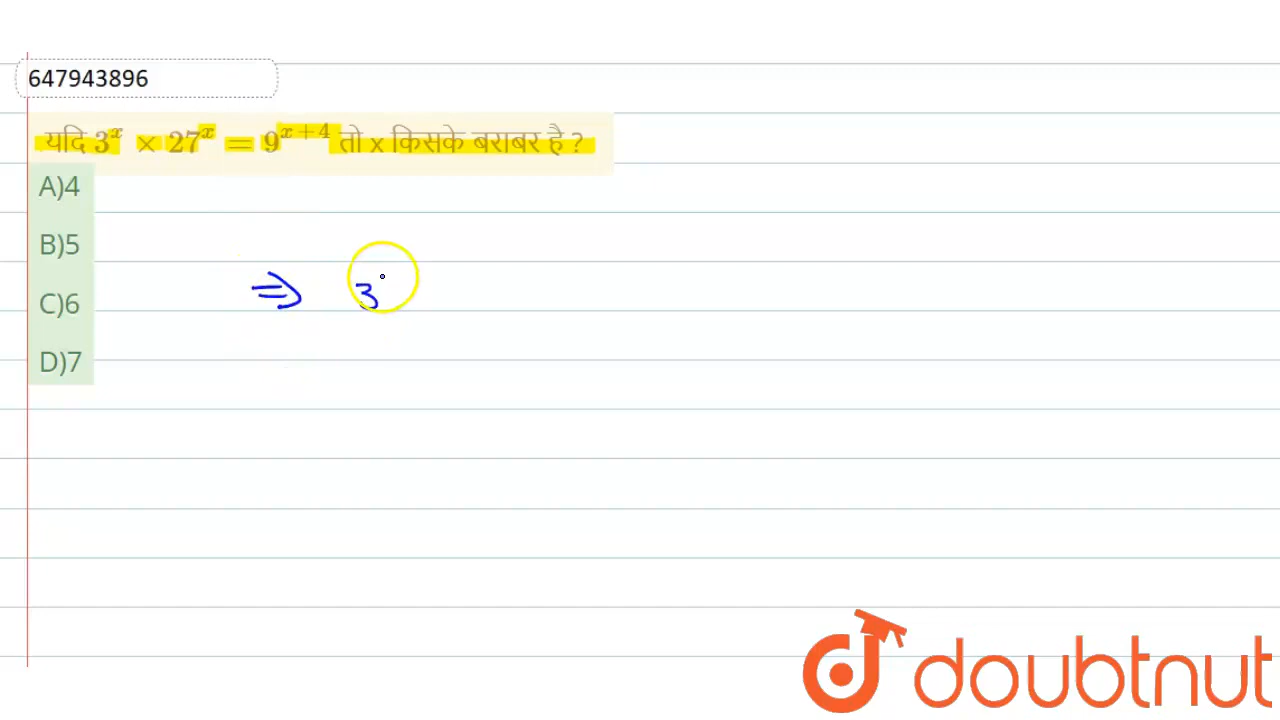 647943896
यदि 3^x × 27^x = 9^{x+4} तो x किसके बराबर है ?
A)4
B)5
C)6
D)7
⇒ 3
doubtnut